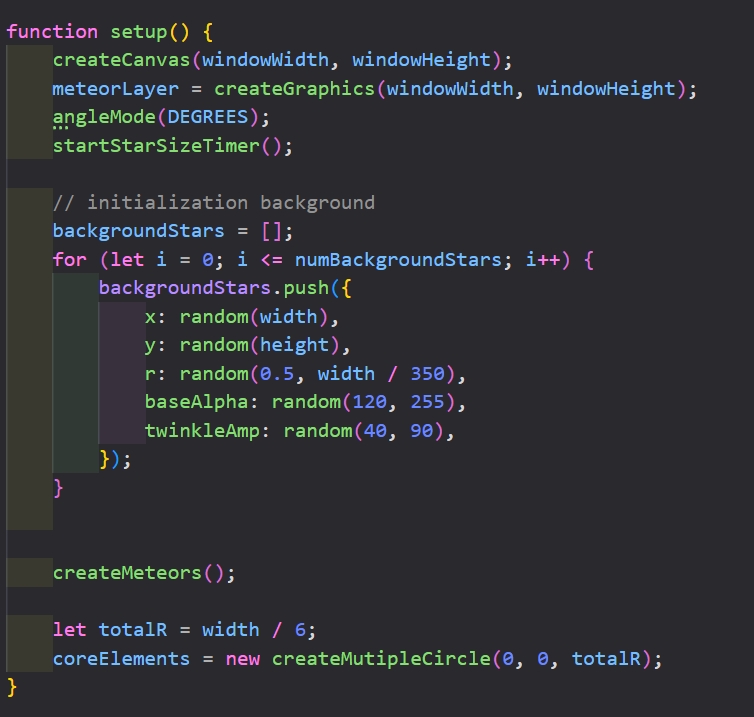 function setup() {
    createCanvas(windowWidth, windowHeight);
    meteorLayer = createGraphics(windowWidth, windowHeight);
    angleMode(DEGREES);
    startStarSizeTimer();

    // initialization background
    backgroundStars = [];
    for (let i = 0; i <= numBackgroundStars; i++) {
        backgroundStars.push({
            x: random(width),
            y: random(height),
            r: random(0.5, width / 350),
            baseAlpha: random(120, 255),
            twinkleAmp: random(40, 90),
        });
    }


    createMeteors();

    let totalR = width / 6;
    coreElements = new createMutipleCircle(0, 0, totalR);
}